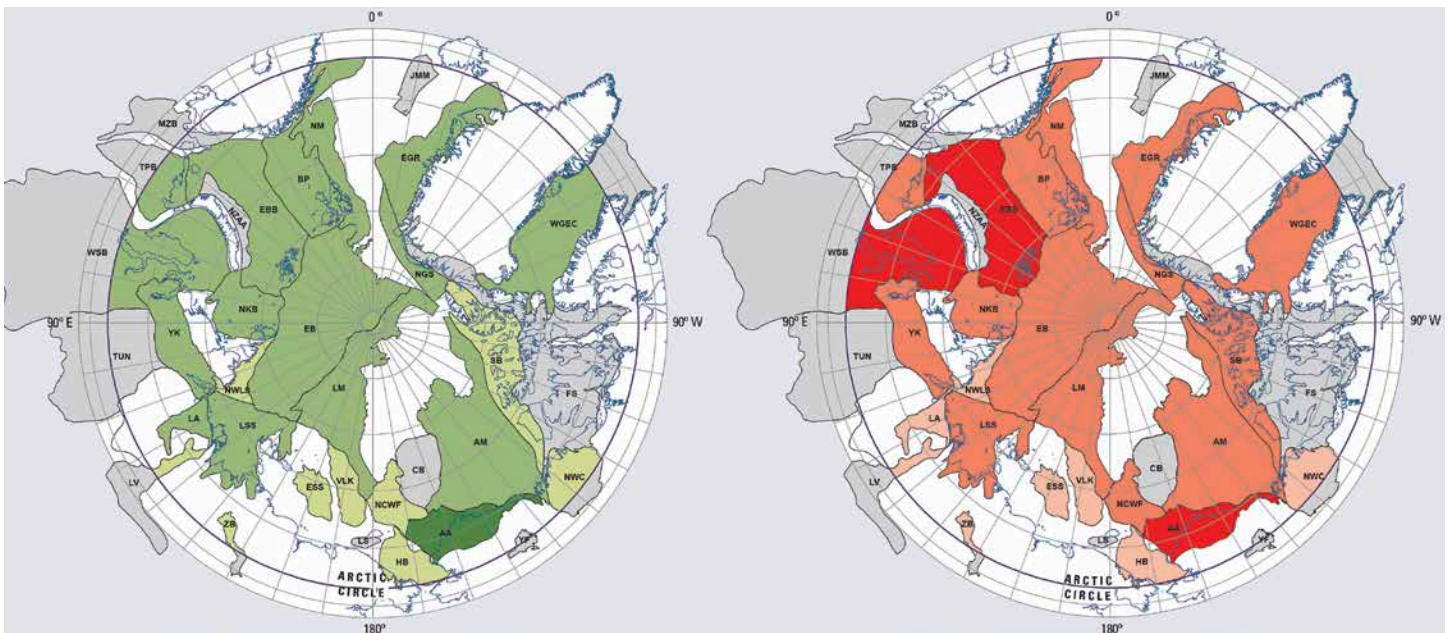 0°
JMM
MZB
NM
TPB
EGR
BP
EBB
NZAA
WGEC
WSB
NGS
NKB
90° E
90° W
YK
EB
TUN
SB
NWLS
LM
FS
LA
LSS
AM
CB
LV
ESS
VLK
NWC
NCWF
ZB
AA
LS
YF
HB
ARCTIC
CIRCLE
180°
0°
JMM
MZB
NM
TPB
EGR
BP
EBB
NZAA
WGEC
WSB
NGS
NKB
90° E
90° W
YK
EB
TUN
SB
NWLS
LM
FS
LA
LSS
AM
CB
LV
ESS
VLK
NWC
NCWF
ZB
AA
LS
YF
HB
ARCTIC
CIRCLE
180°